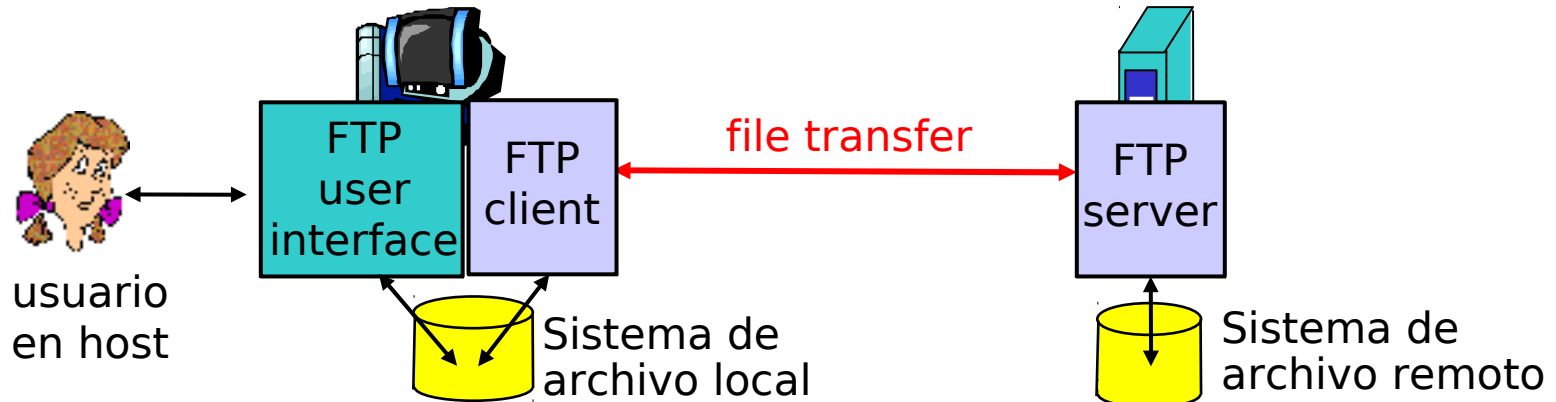 FTP
user
interface
FTP
client
file transfer
FTP
server
usuario
en host
Sistema de
archivo local
Sistema de
archivo remoto